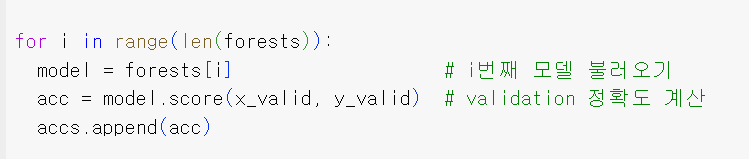 for i in range(len(forests)):
  model = forests[i]                # i번째 모델 불러오기
  acc = model.score(x_valid, y_valid)  # validation 정확도 계산
  accs.append(acc)